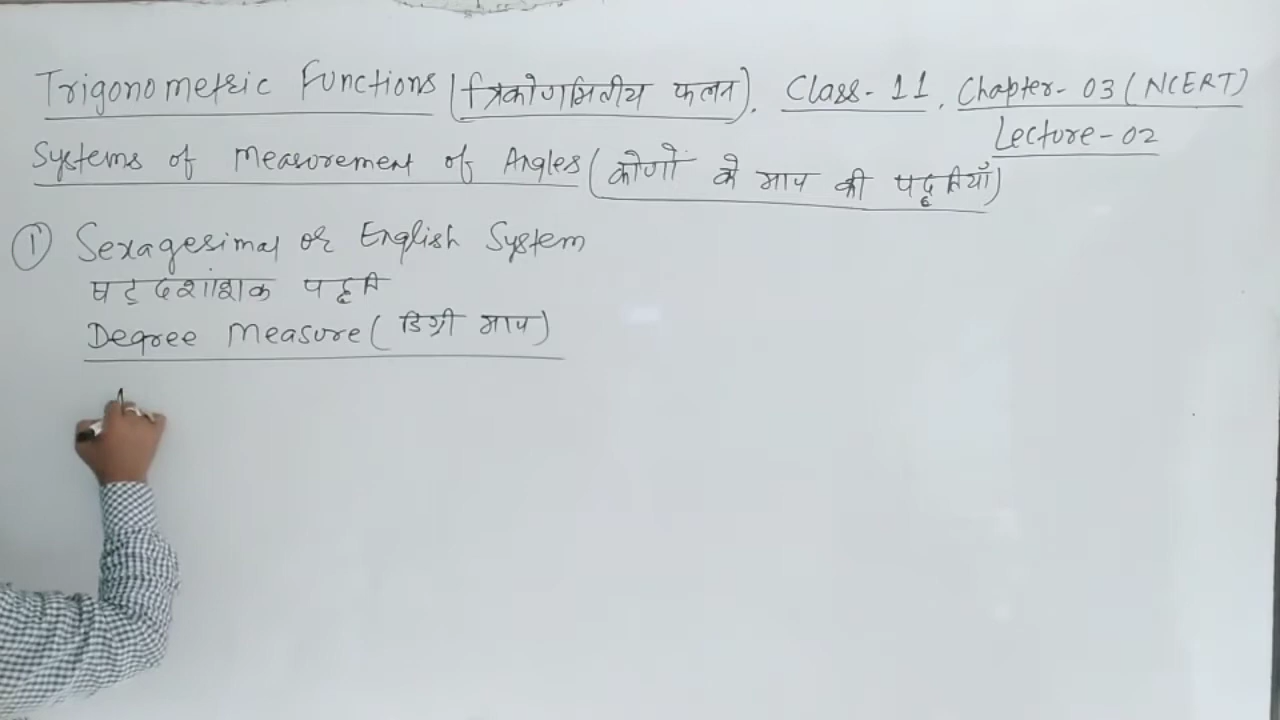 Trigonometric Functions (त्रिकोणमितीय फलन). Class-11, Chapter-03 (NCERT)
Lecture-02
Systems of Measurement of Angles (कोणों के माप की पद्धतियाँ)
① Sexagesimal or English System
षट्दशांशक पद्धति
Degree Measure (डिग्री माप)